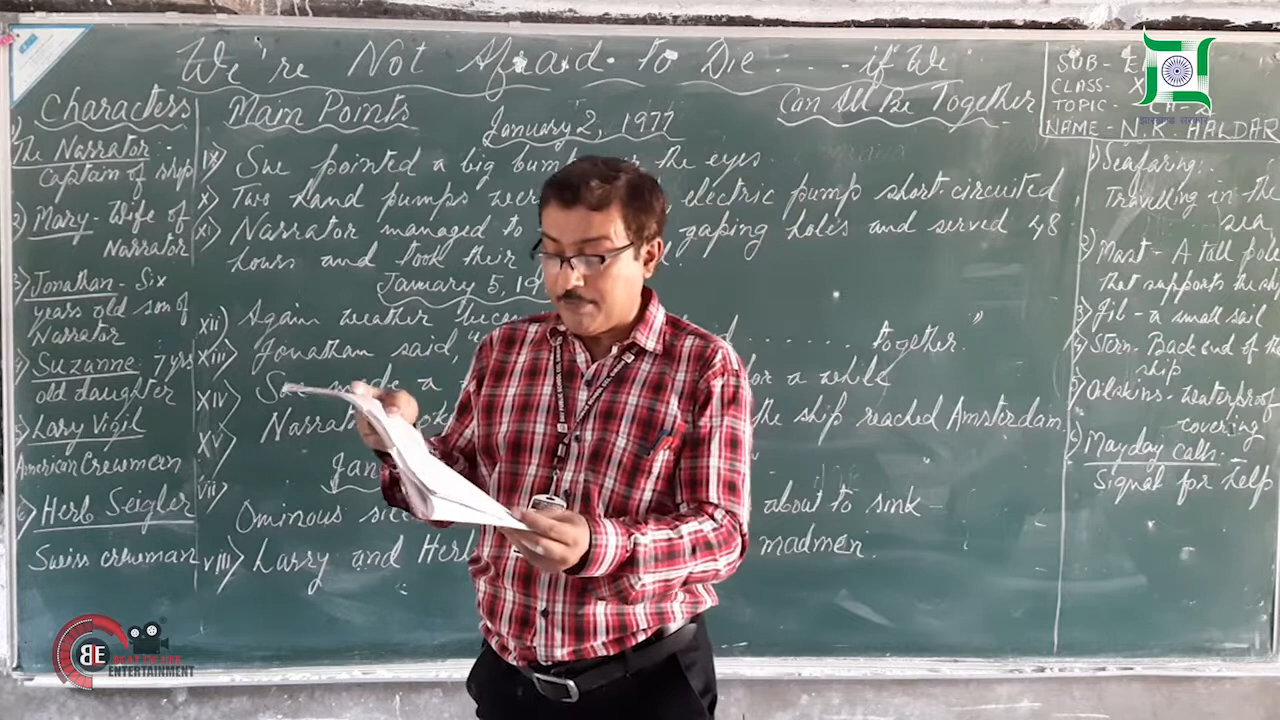 We're Not Afraid to Die ... if We
Can All Be Together
SUB-
CLASS- X
TOPIC-
NAME - N.K. HALDAR
Characters
1) The Narrator:
Captain of ship
2) Mary - Wife of
Narrator
3) Jonathan - Six
years old son of
Narrator
4) Suzanne: 7 yrs
old daughter
5) Lary Vigil
American Crewman
6) Herb Seigler
Swiss crewman
Main Points
January 2, 1977
ix) Sue pointed a big the eyes.
x) Two hand pumps electric pump short-circuited
xi) Narrator managed to gaping holes and served 48
hours and took their
January 5, 19
xii) Again weather
xiii) Jonathan said, " ...... together."
xiv) made a for a while
xv) the ship reached Amsterdam.
Jan
vii)
Ominous about to sink -
viii) Larry and Herb madmen.
1) Seafaring:
Travelling in the
sea
2) Mast - A tall pole
that supports the
3) Jib - a small sail
4) Stern - Back end of the
ship
5) Oilskins - waterproof
covering
6) Mayday calls -
Signal for help
BE
ENTERTAINMENT